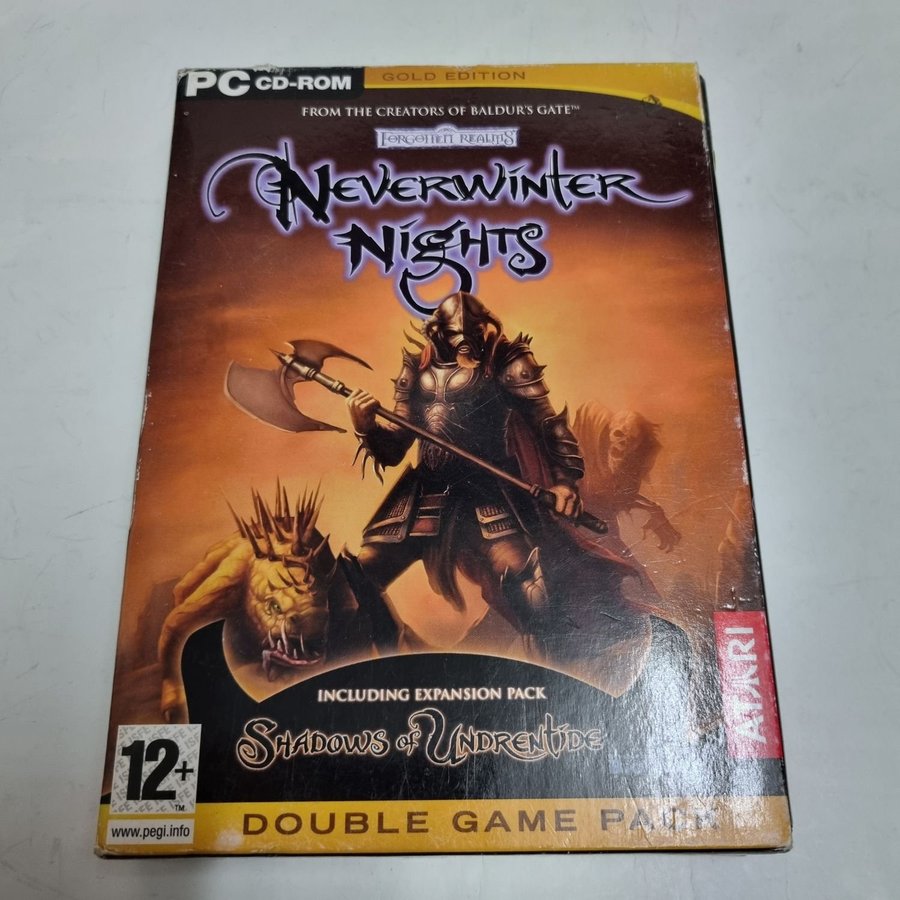 PC CD-ROM
GOLD EDITION
FROM THE CREATORS OF BALDUR'S GATE™
FORGOTTEN REALMS
NEVERWINTER
NIGHTS
INCLUDING EXPANSION PACK
SHADOWS OF UNDRENTIDE
ATARI
12+
www.pegi.info
DOUBLE GAME PACK